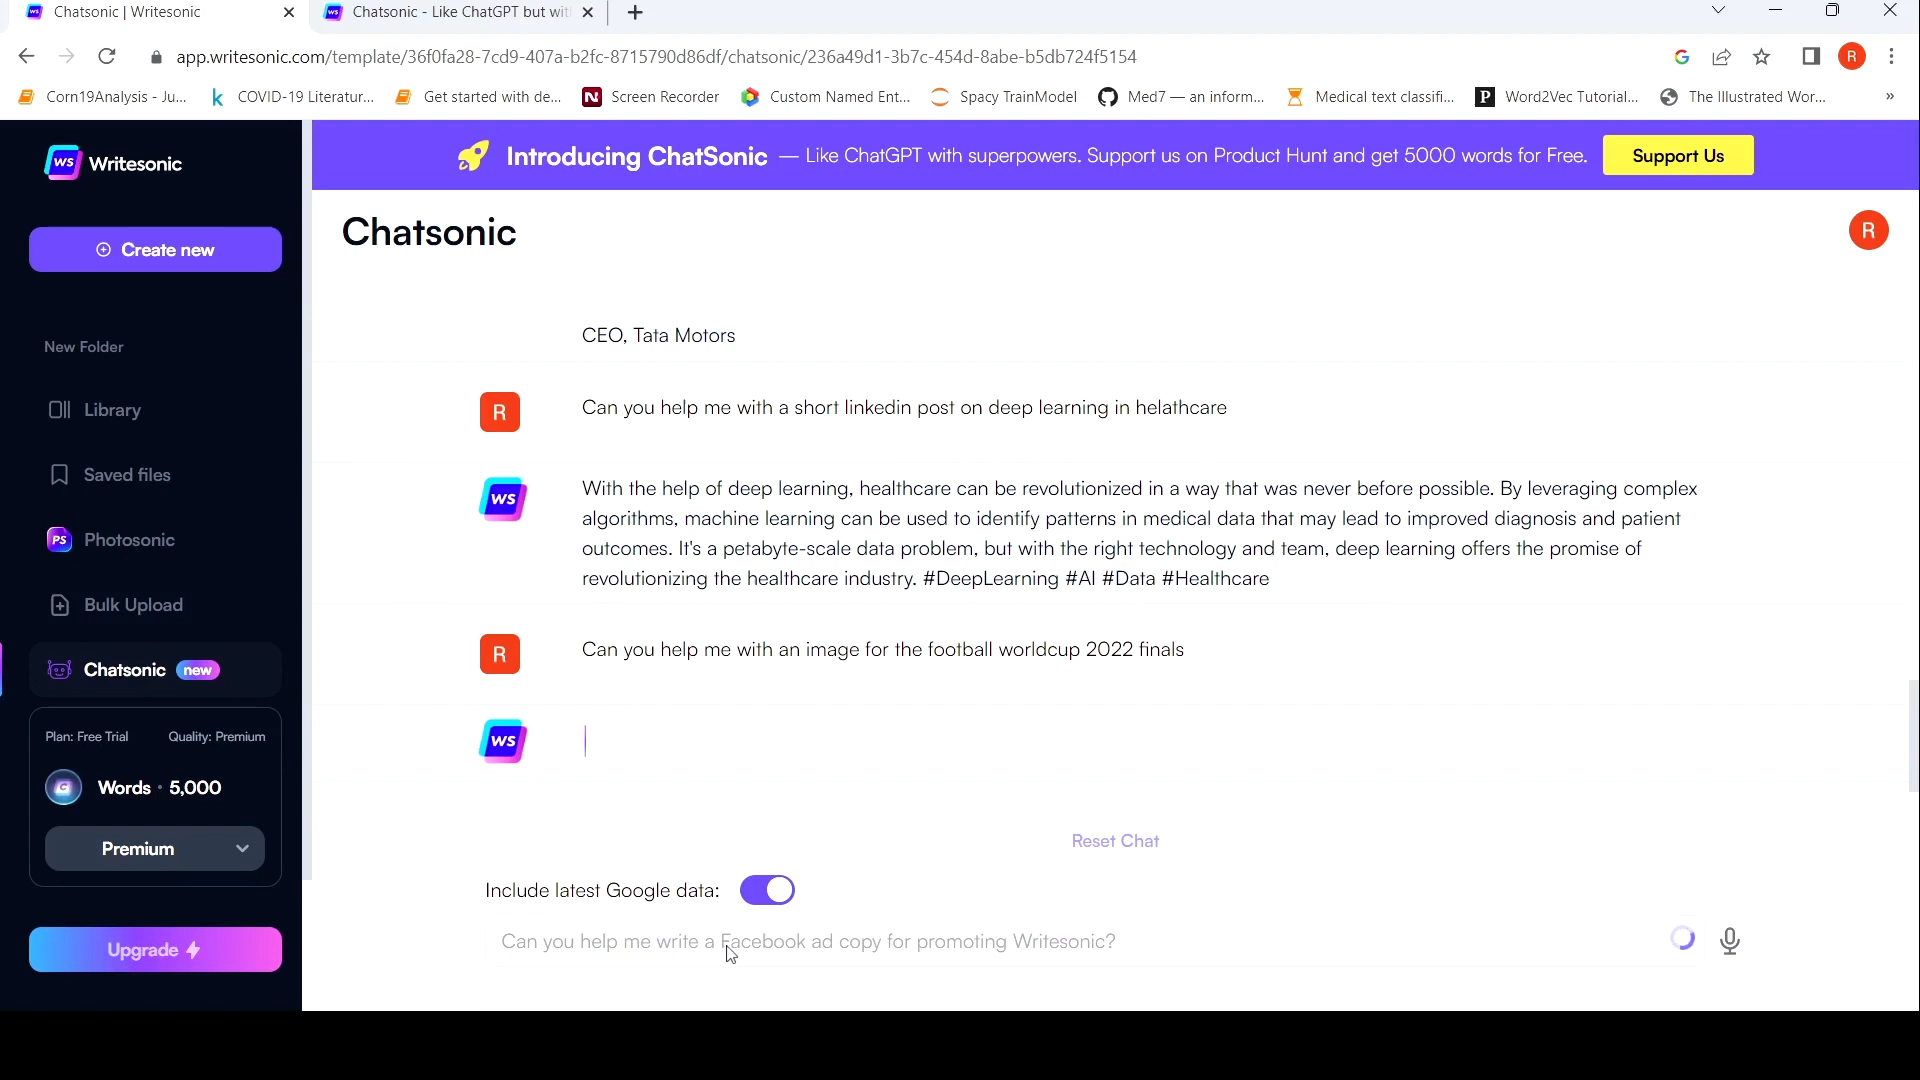 Chatsonic | Writesonic
Chatsonic - Like ChatGPT but wit
app.writesonic.com/template/36f0fa28-7cd9-407a-b2fc-8715790d86df/chatsonic/236a49d1-3b7c-454d-8abe-b5db724f5154
R
Corn19Analysis - Ju...
COVID-19 Literatur...
Get started with de...
Screen Recorder
Custom Named Ent...
Spacy TrainModel
Med7 — an inform...
Medical text classifi...
Word2Vec Tutorial...
The Illustrated Wor...
WS Writesonic
Introducing ChatSonic — Like ChatGPT with superpowers. Support us on Product Hunt and get 5000 words for Free.
Support Us
Create new
Chatsonic
R
New Folder
Library
Saved files
PS Photosonic
Bulk Upload
Chatsonic new
Plan: Free Trial Quality: Premium
Words · 5,000
Premium
Upgrade
CEO, Tata Motors
R Can you help me with a short linkedin post on deep learning in helathcare
WS With the help of deep learning, healthcare can be revolutionized in a way that was never before possible. By leveraging complex
algorithms, machine learning can be used to identify patterns in medical data that may lead to improved diagnosis and patient
outcomes. It's a petabyte-scale data problem, but with the right technology and team, deep learning offers the promise of
revolutionizing the healthcare industry. #DeepLearning #AI #Data #Healthcare
R Can you help me with an image for the football worldcup 2022 finals
WS
Reset Chat
Include latest Google data:
Can you help me write a Facebook ad copy for promoting Writesonic?